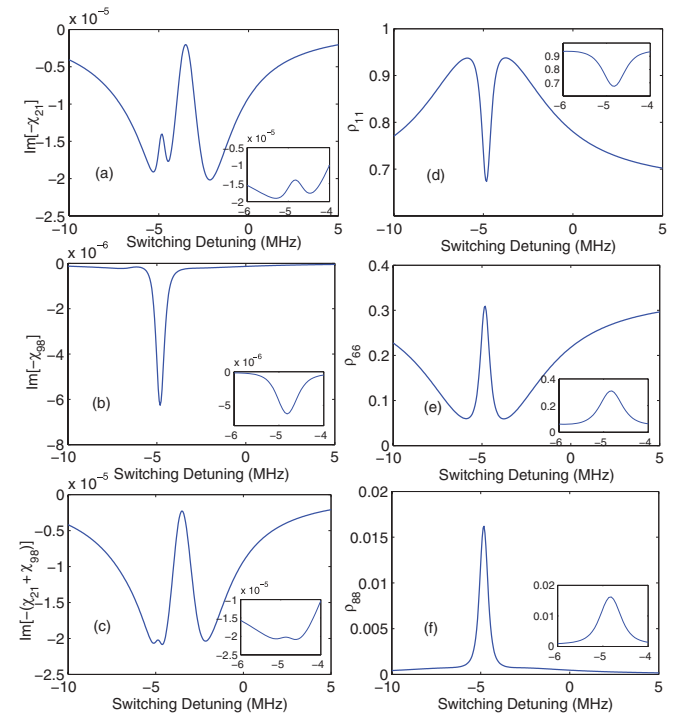 x 10⁻⁵
0
−0.5
−1
−1.5
−2
−2.5
Im[−χ₂₁]
(a)
x 10⁻⁵
−0.5
−1
−1.5
−2
−6 −5 −4
−10 −5 0 5
Switching Detuning (MHz)
1
0.9
0.8
0.7
ρ₁₁
(d)
0.9
0.8
0.7
−6 −5 −4
−10 −5 0 5
Switching Detuning (MHz)
x 10⁻⁶
0
−2
−4
−6
−8
Im[−χ₉₈]
(b)
x 10⁻⁶
0
−5
−6 −5 −4
−10 −5 0 5
Switching Detuning (MHz)
0.4
0.3
0.2
0.1
0
ρ₆₆
(e)
0.4
0.2
0
−6 −5 −4
−10 −5 0 5
Switching Detuning (MHz)
x 10⁻⁵
0
−0.5
−1
−1.5
−2
−2.5
Im[−(χ₂₁ + χ₉₈)]
(c)
x 10⁻⁵
−1
−1.5
−2
−2.5
−6 −5 −4
−10 −5 0 5
Switching Detuning (MHz)
0.02
0.015
0.01
0.005
0
ρ₈₈
(f)
0.02
0.01
0
−6 −5 −4
−10 −5 0 5
Switching Detuning (MHz)